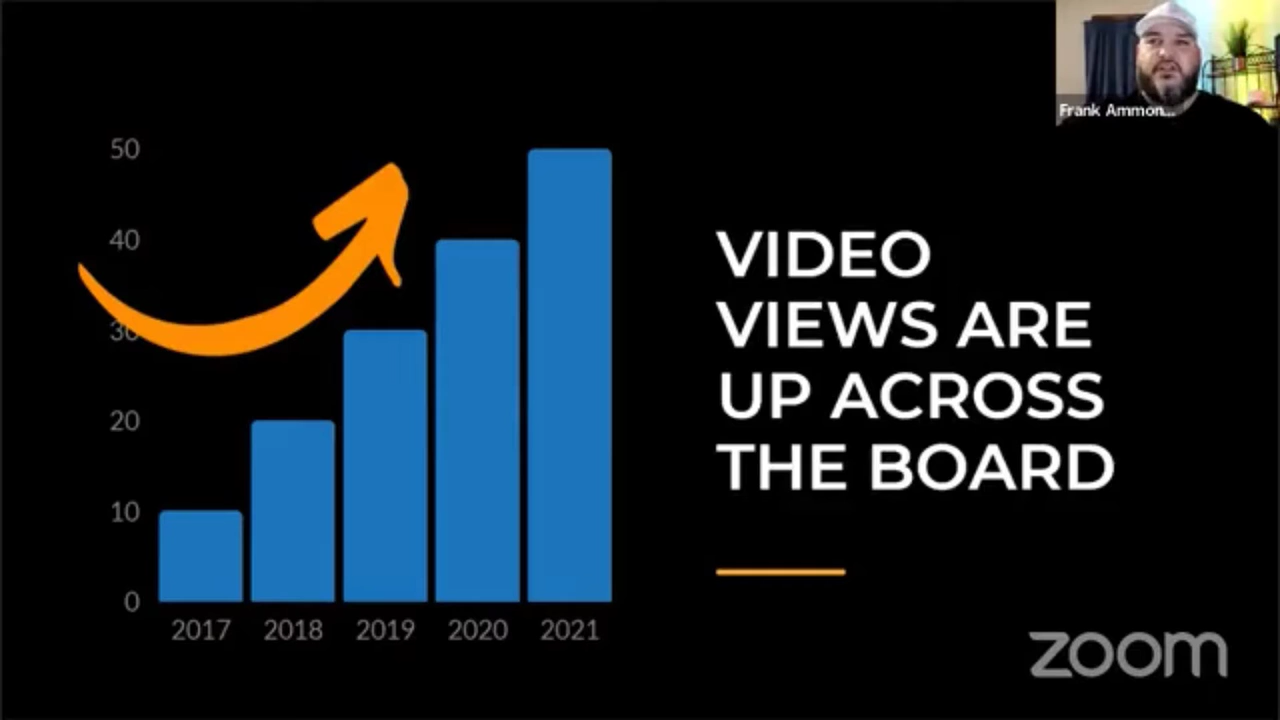 Frank Ammon...
50
40
30
20
10
0
2017 2018 2019 2020 2021
VIDEO
VIEWS ARE
UP ACROSS
THE BOARD
zoom